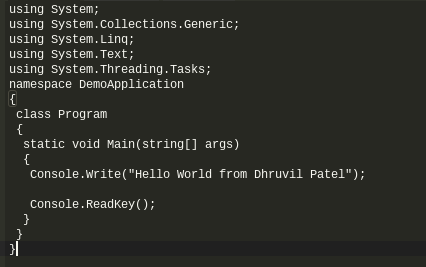 using System;
using System.Collections.Generic;
using System.Linq;
using System.Text;
using System.Threading.Tasks;
namespace DemoApplication
{
 class Program
 {
  static void Main(string[] args)
  {
   Console.Write("Hello World from Dhruvil Patel");

   Console.ReadKey();
  }
 }
}